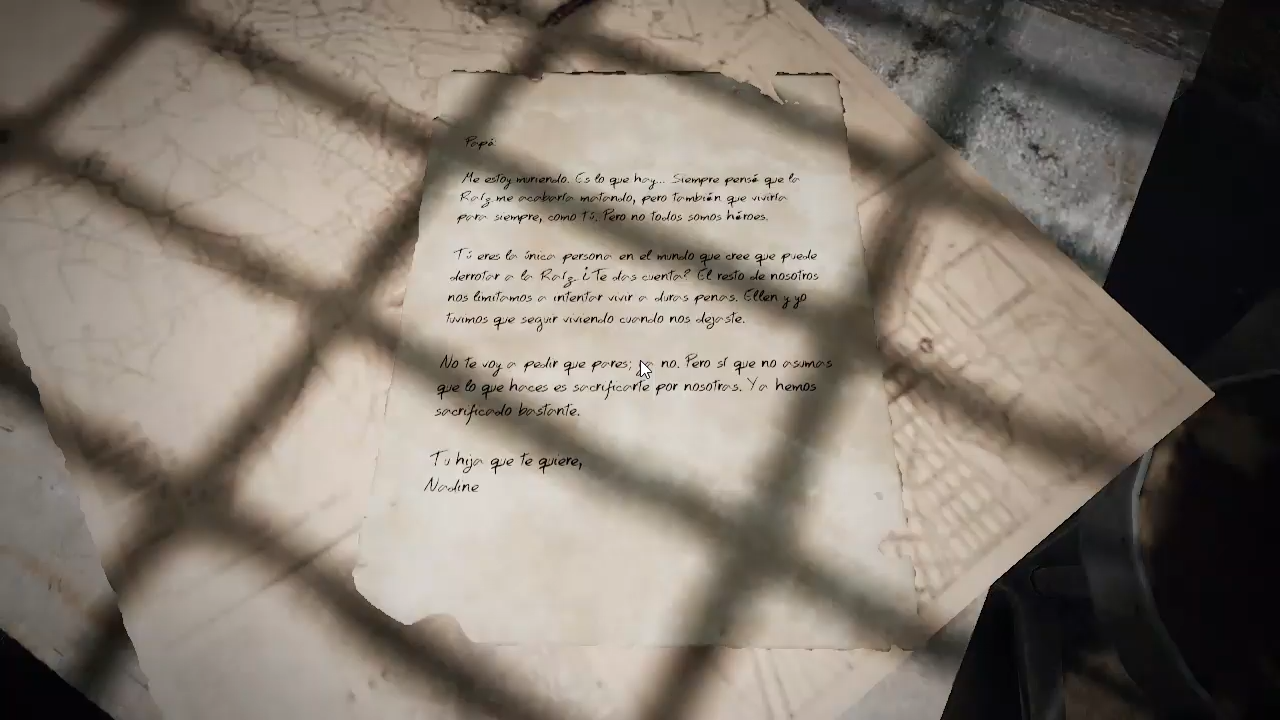 Papá:
Me estoy muriendo. Es lo que hay... Siempre pensé que la
Raíz me acabaría matando, pero también que viviría
para siempre, como tú. Pero no todos somos héroes.
Tú eres la única persona en el mundo que cree que puede
derrotar a la Raíz. ¿Te das cuenta? El resto de nosotros
nos limitamos a intentar vivir a duras penas. Ellen y yo
tuvimos que seguir viviendo cuando nos dejaste.
No te voy a pedir que pares; ya no. Pero sí que no asumas
que lo que haces es sacrificarte por nosotras. Ya hemos
sacrificado bastante.
Tu hija que te quiere,
Nadine